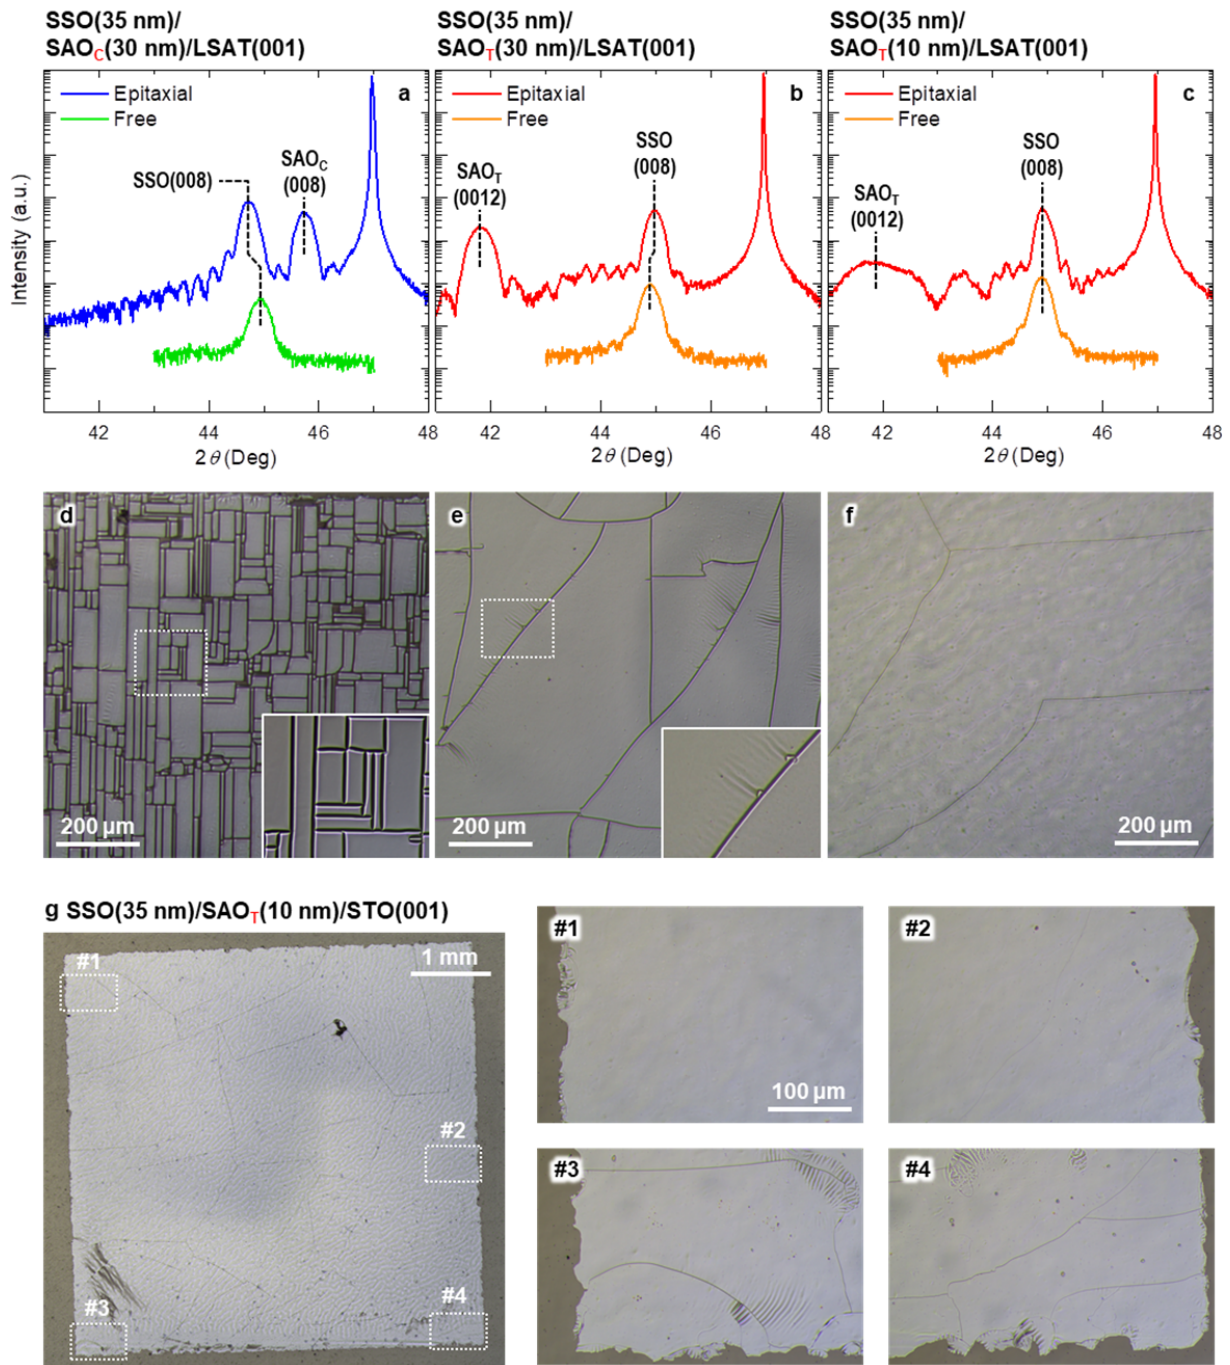 SSO(35 nm)/
SAOC(30 nm)/LSAT(001)
SSO(35 nm)/
SAOT(30 nm)/LSAT(001)
SSO(35 nm)/
SAOT(10 nm)/LSAT(001)
Intensity (a.u.)
Epitaxial
Free
a
SSO(008)
SAOC
(008)
42
44
46
48
2θ (Deg)
Epitaxial
Free
b
SAOT
(0012)
SSO
(008)
42
44
46
48
2θ (Deg)
Epitaxial
Free
c
SAOT
(0012)
SSO
(008)
42
44
46
48
2θ (Deg)
d
200 μm
e
200 μm
f
200 μm
g SSO(35 nm)/SAOT(10 nm)/STO(001)
#1
1 mm
#2
#3
#4
#1
100 μm
#2
#3
#4